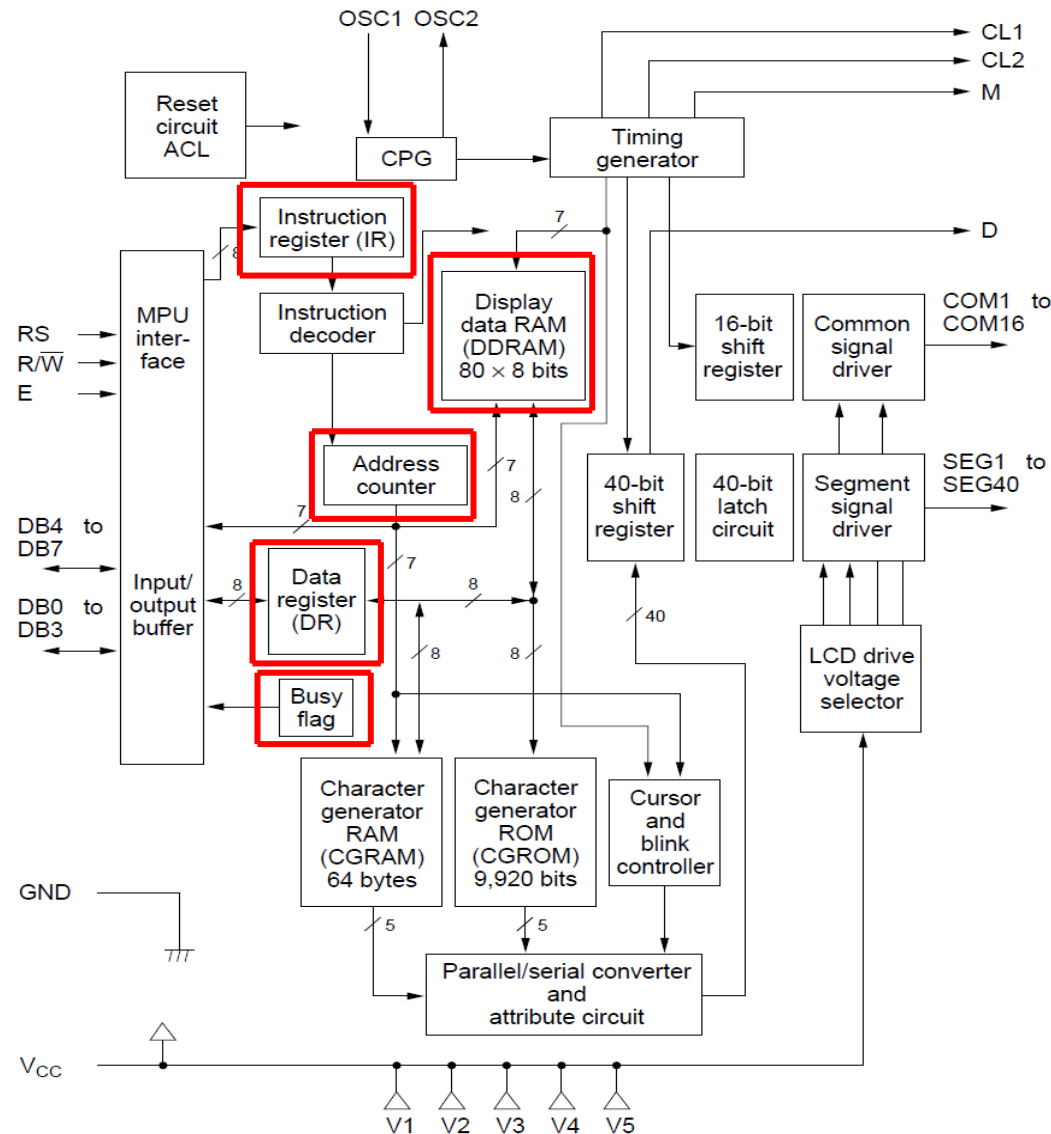 OSC1 OSC2
CL1
CL2
M
Reset
circuit
ACL
CPG
Timing
generator
Instruction
register (IR)
8
7
D
MPU
inter-
face
Instruction
decoder
Display
data RAM
(DDRAM)
80 × 8 bits
16-bit
shift
register
Common
signal
driver
COM1 to
COM16
RS
R/W̅
E
Address
counter
7
8
40-bit
shift
register
40-bit
latch
circuit
Segment
signal
driver
SEG1 to
SEG40
DB4 to
DB7
7
7
Input/
output
buffer
8
Data
register
(DR)
8
DB0 to
DB3
8
8
40
LCD drive
voltage
selector
Busy
flag
Character
generator
RAM
(CGRAM)
64 bytes
Character
generator
ROM
(CGROM)
9,920 bits
Cursor
and
blink
controller
GND
5
5
Parallel/serial converter
and
attribute circuit
VCC
V1 V2 V3 V4 V5